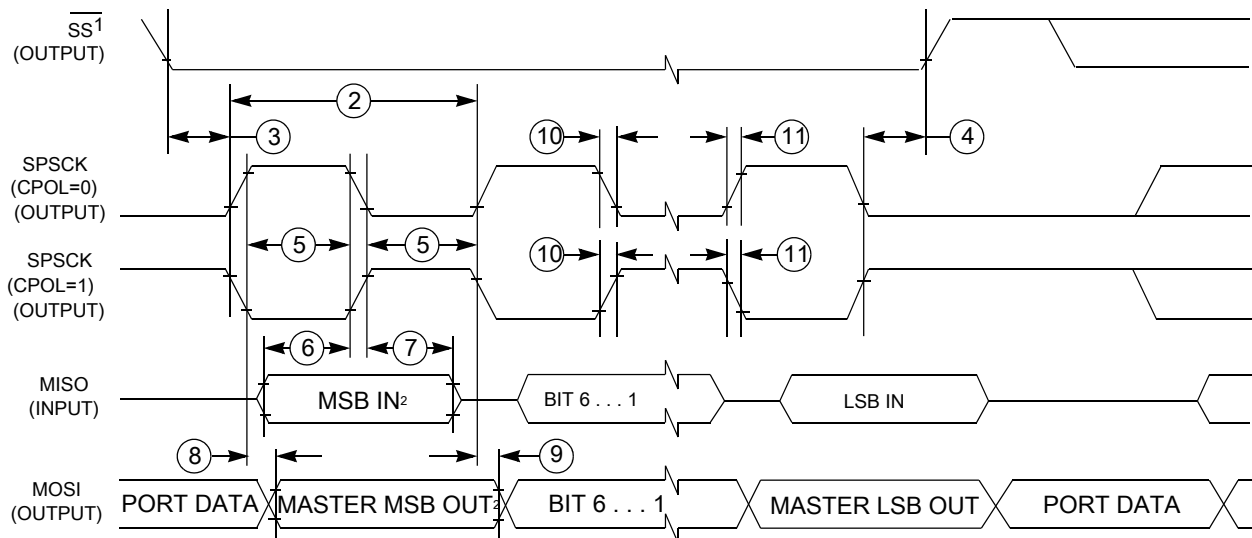 SS1
(OUTPUT)
2
3
10
11
4
SPSCK
(CPOL=0)
(OUTPUT)
5
5
SPSCK
(CPOL=1)
(OUTPUT)
10
11
6
7
MISO
(INPUT)
MSB IN2
BIT 6 . . . 1
LSB IN
8
9
MOSI
(OUTPUT)
PORT DATA
MASTER MSB OUT2
BIT 6 . . . 1
MASTER LSB OUT
PORT DATA